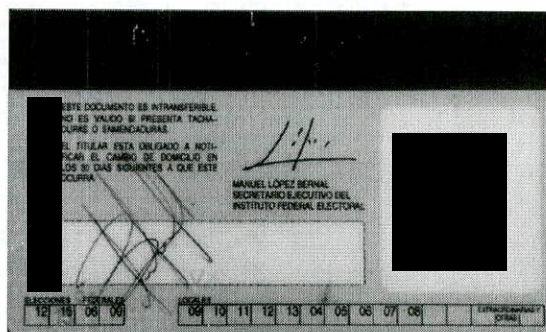 ESTE DOCUMENTO ES INTRANSFERIBLE.
NO ES VALIDO SI PRESENTA TACHA-
DURAS O ENMENDADURAS.
EL TITULAR ESTA OBLIGADO A NOTI-
FICAR EL CAMBIO DE DOMICILIO EN
LOS 30 DIAS SIGUIENTES A QUE ESTE
OCURRA.
MANUEL LÓPEZ BERNAL
SECRETARIO EJECUTIVO DEL
INSTITUTO FEDERAL ELECTORAL
ELECCIONES FEDERALES
12 15 06 09
LOCALES
09 10 11 12 13 04 05 06 07 08
EXTRAORDINARIAS Y
OTRAS